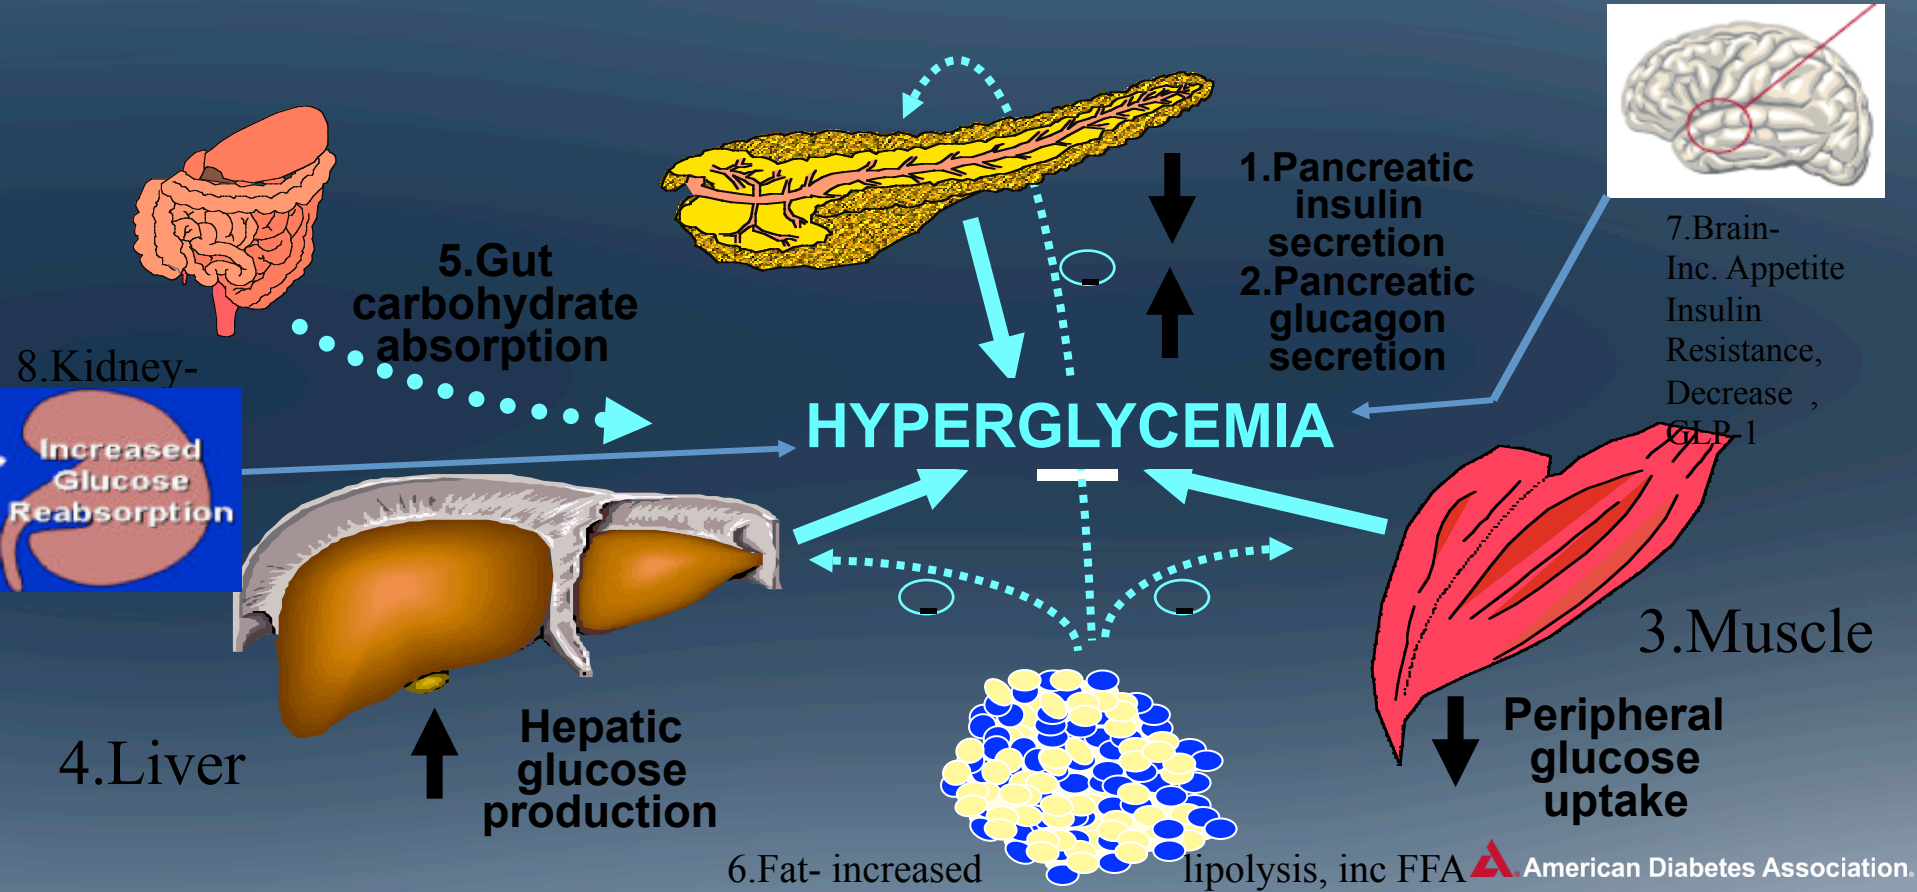 1.Pancreatic
insulin
secretion
2.Pancreatic
glucagon
secretion
7.Brain-
Inc. Appetite
Insulin
Resistance,
Decrease ,
GLP-1
5.Gut
carbohydrate
absorption
8.Kidney-
Increased
Glucose
Reabsorption
HYPERGLYCEMIA
3.Muscle
Peripheral
glucose
uptake
4.Liver
Hepatic
glucose
production
6.Fat- increased lipolysis, inc FFA
American Diabetes Association.